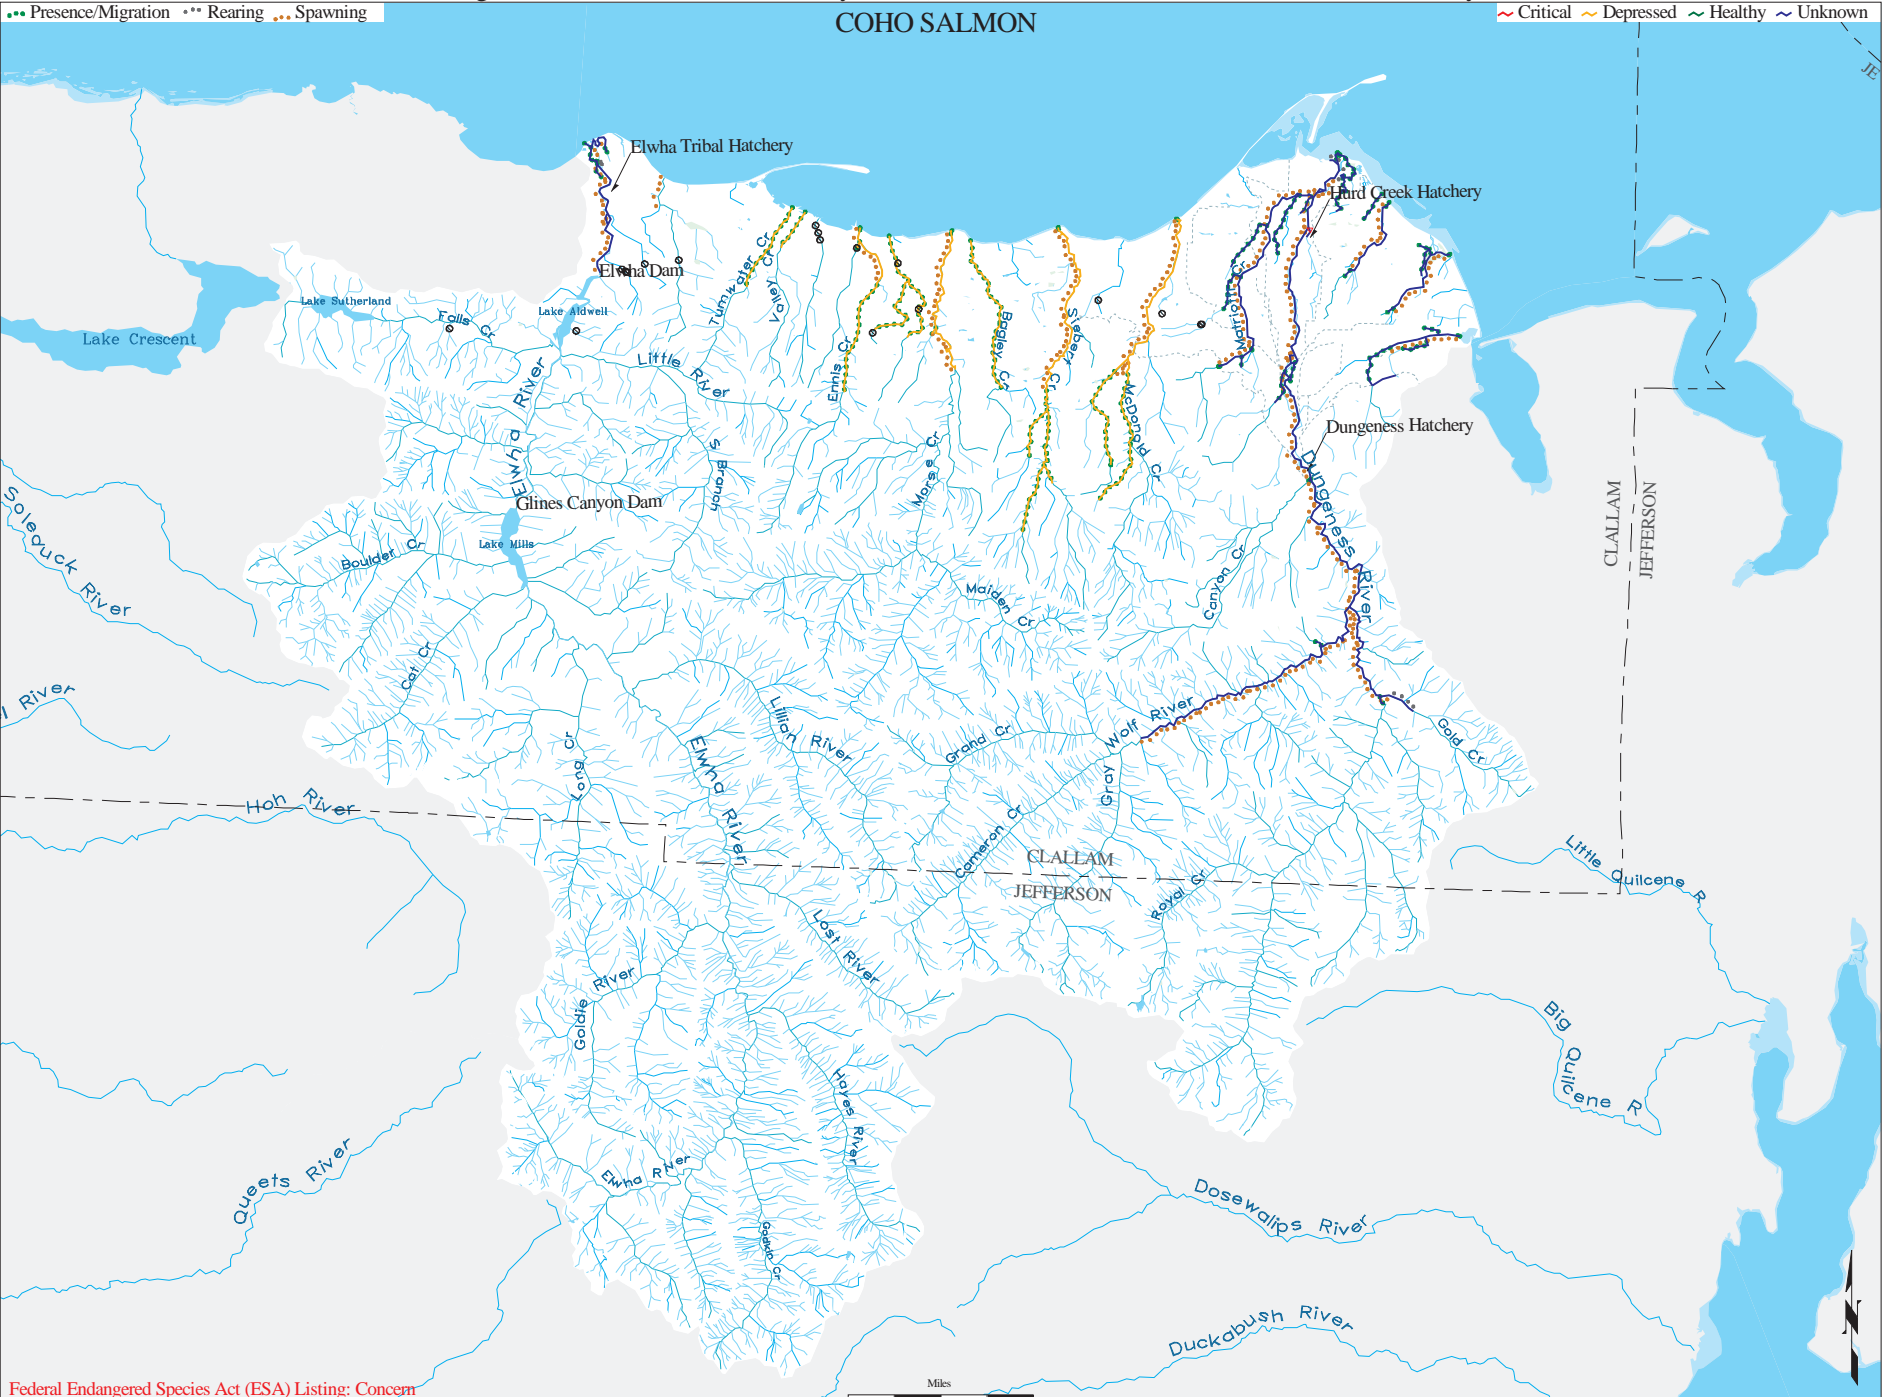 Presence/Migration Rearing Spawning
COHO SALMON
Critical Depressed Healthy Unknown
JE
Elwha Tribal Hatchery
Hurd Creek Hatchery
Elwha Dam
Tumwater Cr
Valley Cr
Lake Sutherland
Lake Aldwell
Falls Cr
Lake Crescent
Little River
Ennis Cr
Bagley Cr
Siebert Cr
Matriotti Cr
McDonald Cr
Elwha River
Dungeness Hatchery
S Branch
Morse Cr
Glines Canyon Dam
Dungeness River
CLALLAM
JEFFERSON
Soleduck River
Lake Mills
Boulder Cr
Canyon Cr
Maiden Cr
Cat Cr
l River
Lillian River
Wolf River
Gray
Grand Cr
Gold Cr
Long Cr
Elwha River
Hoh River
Cameron Cr
CLALLAM
JEFFERSON
Royal Cr
Little Quilcene R
Lost River
Goldie River
Big Quilcene R
Hayes River
Queets River
Elwha River
Godkin Cr
Dosewalips River
Duckabush River
N
Federal Endangered Species Act (ESA) Listing: Concern
Miles